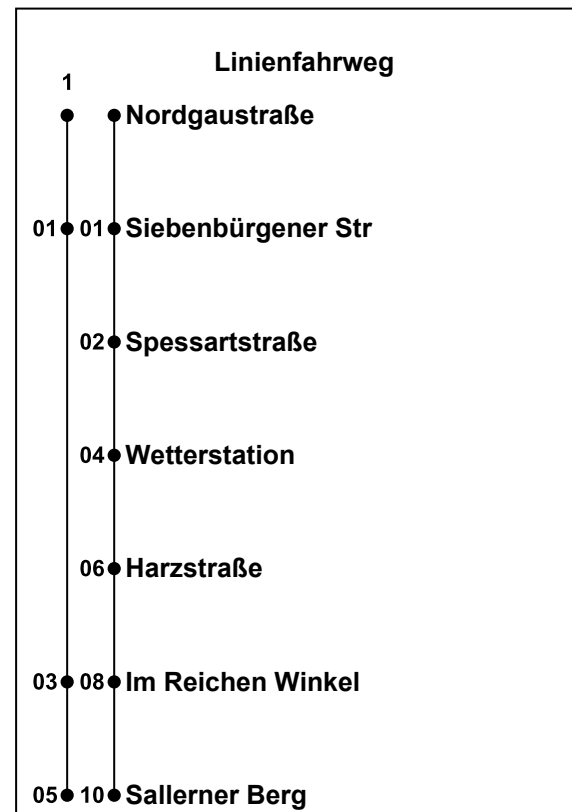 Linienfahrweg
1
Nordgaustraße
01 01 Siebenbürgener Str
02 Spessartstraße
04 Wetterstation
06 Harzstraße
03 08 Im Reichen Winkel
05 10 Sallerner Berg